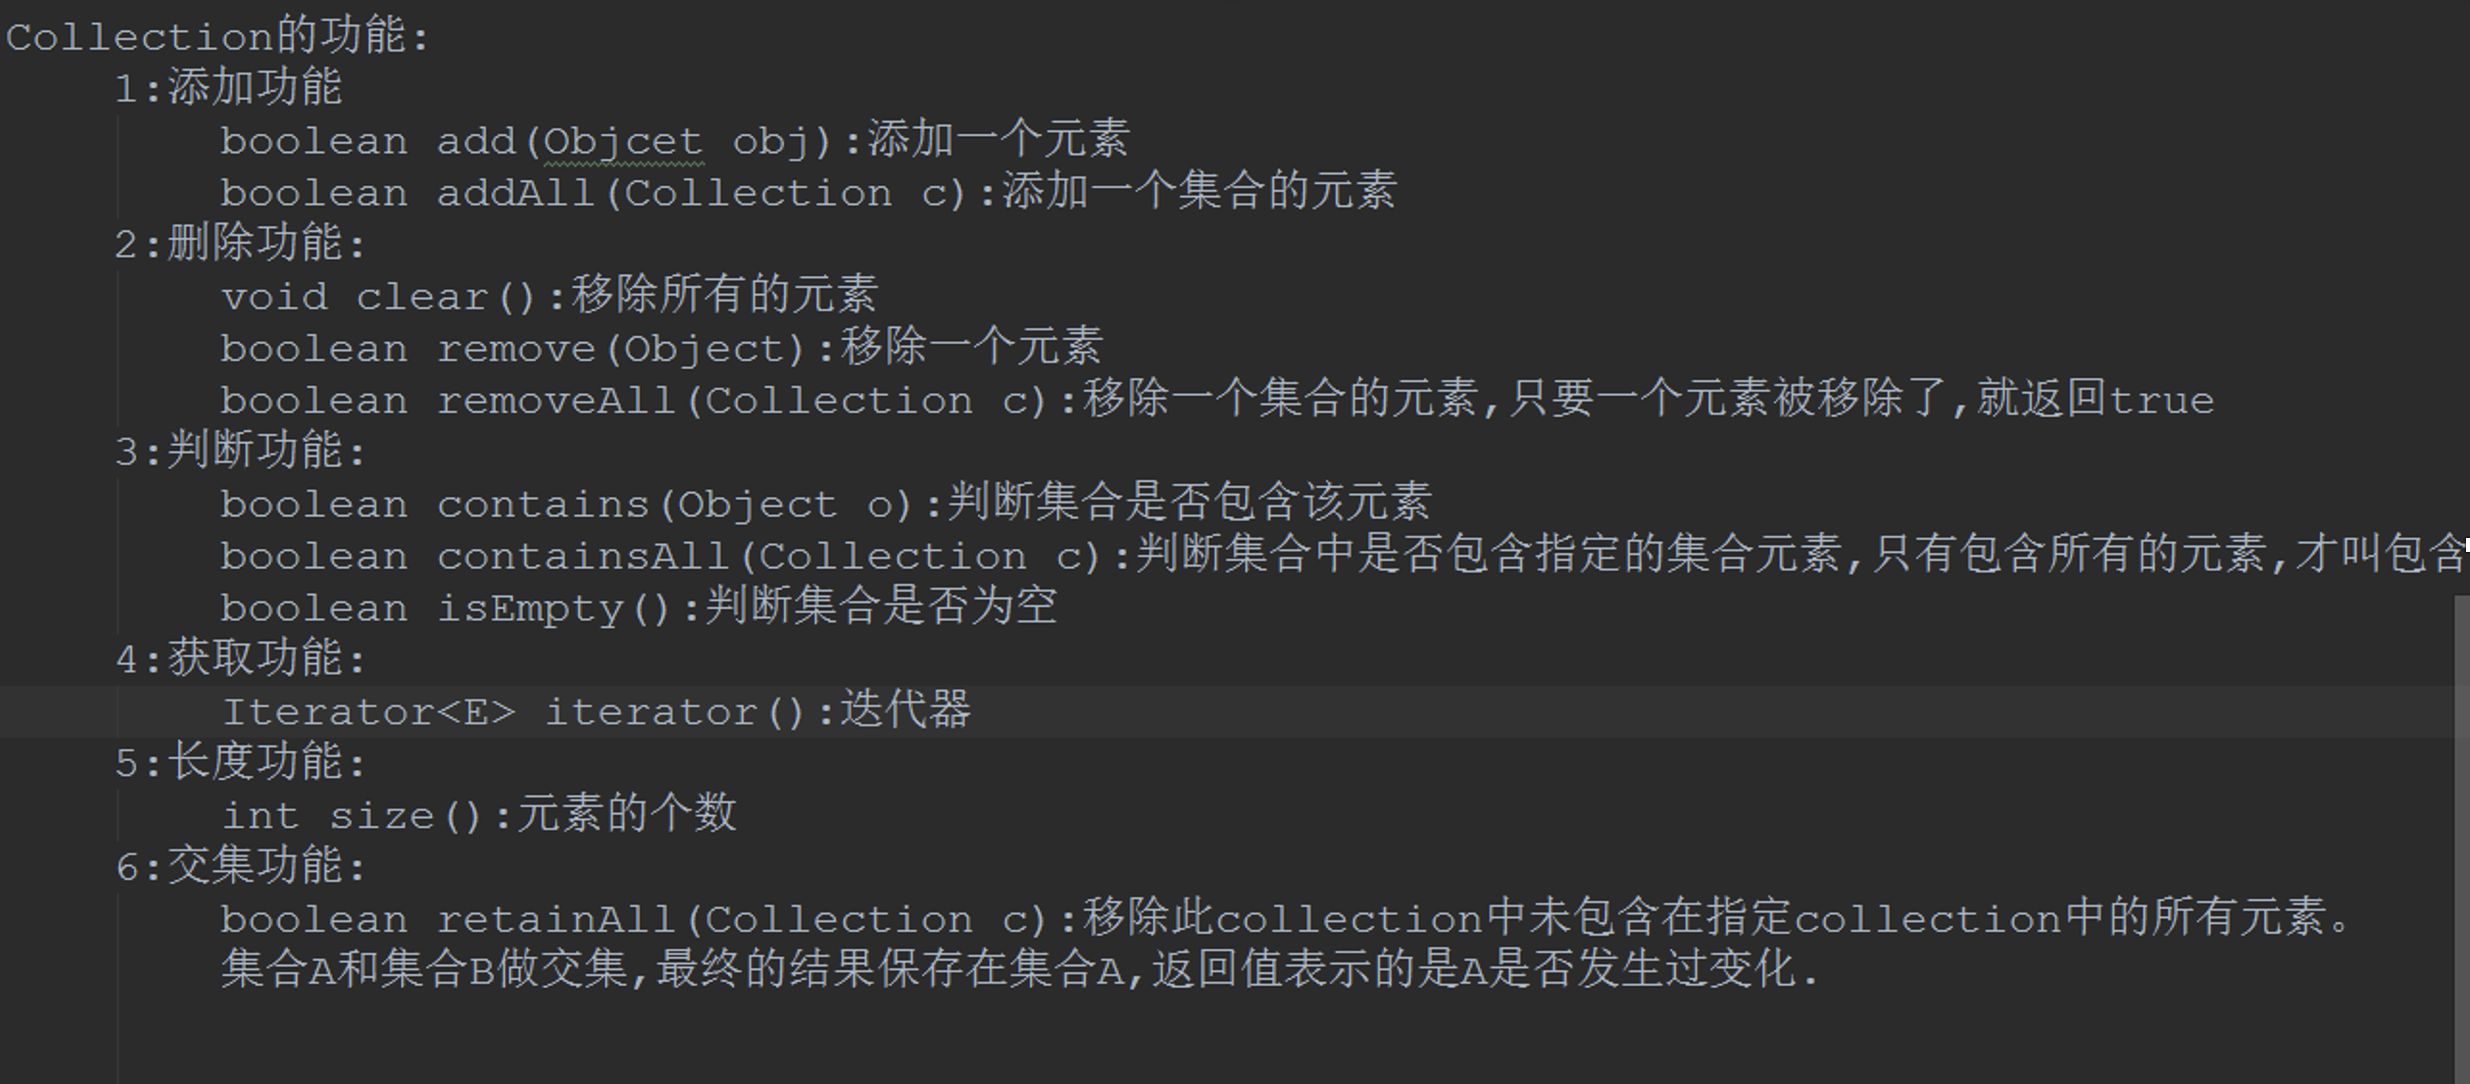 Collection的功能:
1:添加功能
boolean add(Objcet obj):添加一个元素
boolean addAll(Collection c):添加一个集合的元素
2:删除功能:
void clear():移除所有的元素
boolean remove(Object):移除一个元素
boolean removeAll(Collection c):移除一个集合的元素,只要一个元素被移除了,就返回true
3:判断功能:
boolean contains(Object o):判断集合是否包含该元素
boolean containsAll(Collection c):判断集合中是否包含指定的集合元素,只有包含所有的元素,才叫包含
boolean isEmpty():判断集合是否为空
4:获取功能:
Iterator<E> iterator():迭代器
5:长度功能:
int size():元素的个数
6:交集功能:
boolean retainAll(Collection c):移除此collection中未包含在指定collection中的所有元素。
集合A和集合B做交集,最终的结果保存在集合A,返回值表示的是A是否发生过变化.